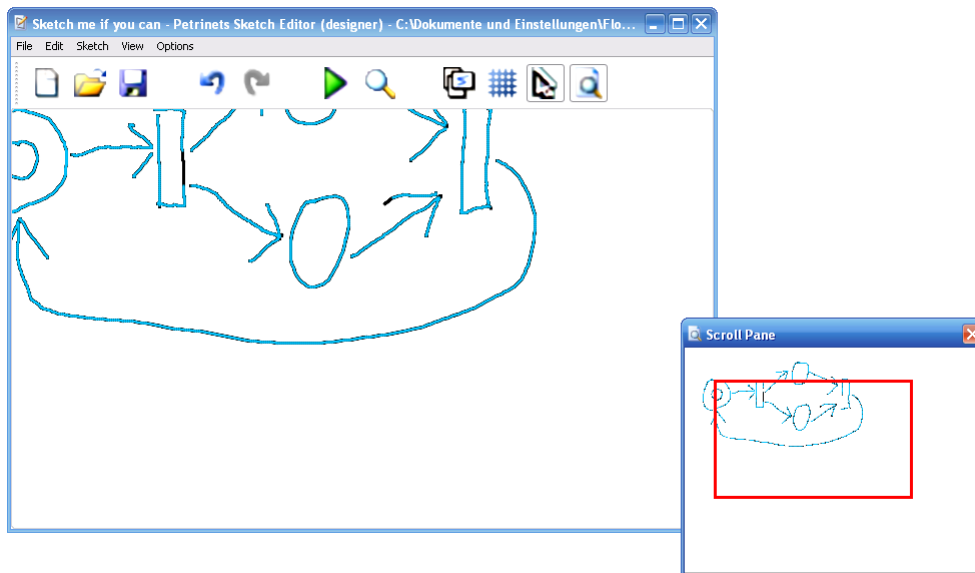 Sketch me if you can - Petrinets Sketch Editor (designer) - C:\Dokumente und Einstellungen\Flo...
File Edit Sketch View Options
Scroll Pane